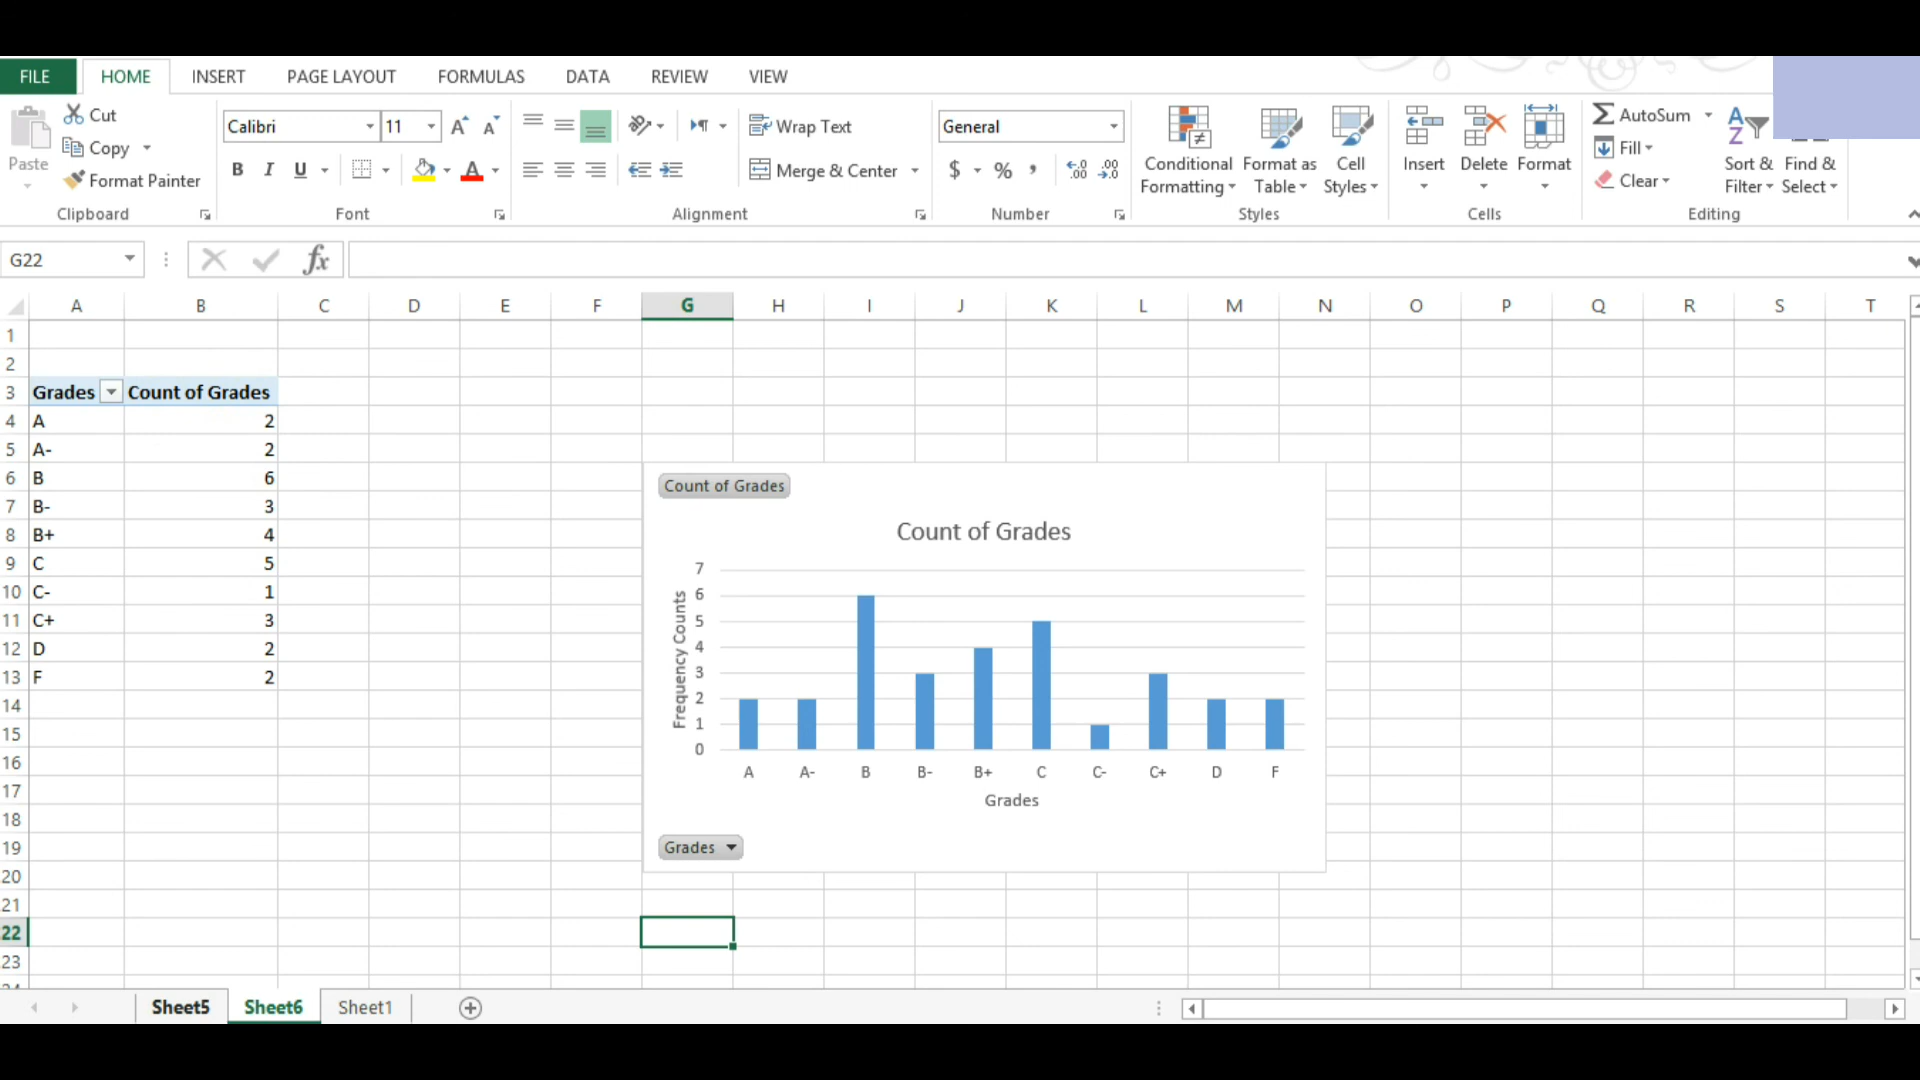 FILE HOME INSERT PAGE LAYOUT FORMULAS DATA REVIEW VIEW
Paste Cut Copy Format Painter
Clipboard
Calibri 11 A A
B I U A
Font
Wrap Text
Merge & Center
Alignment
General
$ % , .0 .00 .00 .0
Number
Conditional Formatting Format as Table Cell Styles
Styles
Insert Delete Format
Cells
AutoSum
Fill
Clear
Sort & Filter Find & Select
Editing
G22 fx
A B C D E F G H I J K L M N O P Q R S T
1
2
3 Grades Count of Grades
4 A 2
5 A- 2
6 B 6
7 B- 3
8 B+ 4
9 C 5
10 C- 1
11 C+ 3
12 D 2
13 F 2
14
15
16
17
18
19
20
21
22
23
Count of Grades
Count of Grades
Frequency Counts
7
6
5
4
3
2
1
0
A A- B B- B+ C C- C+ D F
Grades
Grades
Sheet5 Sheet6 Sheet1